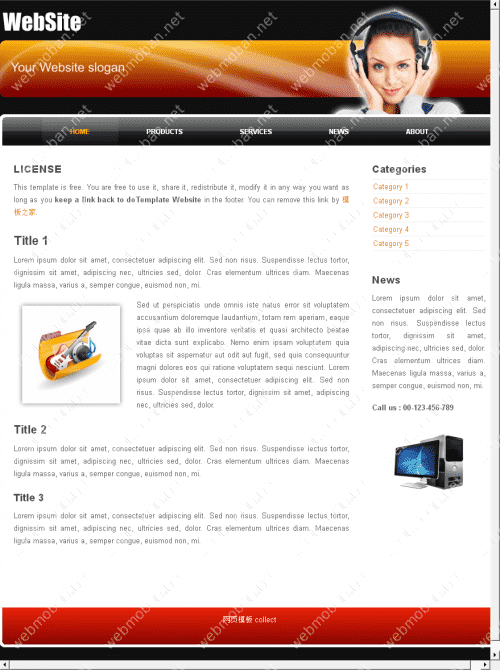 WebSite
Your Website slogan
HOME PRODUCTS SERVICES NEWS ABOUT
LICENSE
This template is free. You are free to use it, share it, redistribute it, modify it in any way you want as
long as you keep a link back to doTemplate Website in the footer. You can remove this link by 模
板之家.
Title 1
Lorem ipsum dolor sit amet, consectetuer adipiscing elit. Sed non risus. Suspendisse lectus tortor,
dignissim sit amet, adipiscing nec, ultricies sed, dolor. Cras elementum ultrices diam. Maecenas
ligula massa, varius a, semper congue, euismod non, mi.
Sed ut perspiciatis unde omnis iste natus error sit voluptatem
accusantium doloremque laudantium, totam rem aperiam, eaque
ipsa quae ab illo inventore veritatis et quasi architecto beatae
vitae dicta sunt explicabo. Nemo enim ipsam voluptatem quia
voluptas sit aspernatur aut odit aut fugit, sed quia consequuntur
magni dolores eos qui ratione voluptatem sequi nesciunt. Lorem
ipsum dolor sit amet, consectetuer adipiscing elit. Sed non
risus. Suspendisse lectus tortor, dignissim sit amet, adipiscing
nec, ultricies sed, dolor.
Title 2
Lorem ipsum dolor sit amet, consectetuer adipiscing elit. Sed non risus. Suspendisse lectus tortor,
dignissim sit amet, adipiscing nec, ultricies sed, dolor. Cras elementum ultrices diam. Maecenas
ligula massa, varius a, semper congue, euismod non, mi.
Title 3
Lorem ipsum dolor sit amet, consectetuer adipiscing elit. Sed non risus. Suspendisse lectus tortor,
dignissim sit amet, adipiscing nec, ultricies sed, dolor. Cras elementum ultrices diam. Maecenas
ligula massa, varius a, semper congue, euismod non, mi.
Categories
Category 1
Category 2
Category 3
Category 4
Category 5
News
Lorem ipsum dolor sit amet,
consectetuer adipiscing elit. Sed
non risus. Suspendisse lectus
tortor, dignissim sit amet,
adipiscing nec, ultricies sed, dolor.
Cras elementum ultrices diam.
Maecenas ligula massa, varius a,
semper congue, euismod non, mi.
Call us : 00-123-456-789
网页模板 collect
webmoban.net